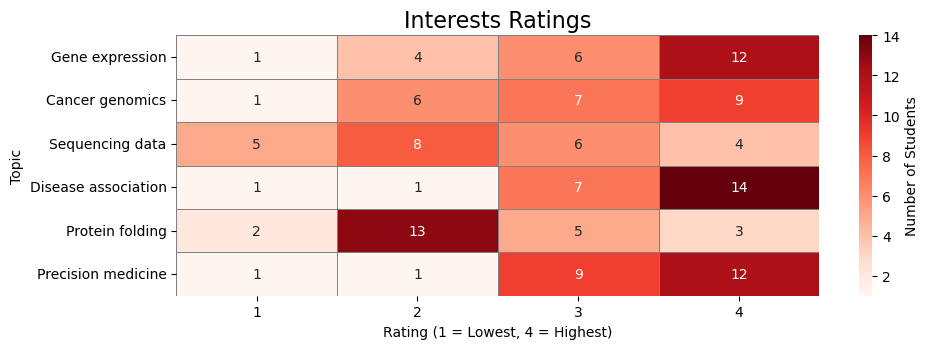 Interests Ratings
Gene expression 1 4 6 12
Cancer genomics 1 6 7 9
Sequencing data 5 8 6 4
Disease association 1 1 7 14
Protein folding 2 13 5 3
Precision medicine 1 1 9 12
1 2 3 4
Rating (1 = Lowest, 4 = Highest)
Topic
14
12
10
8
6
4
2
Number of Students